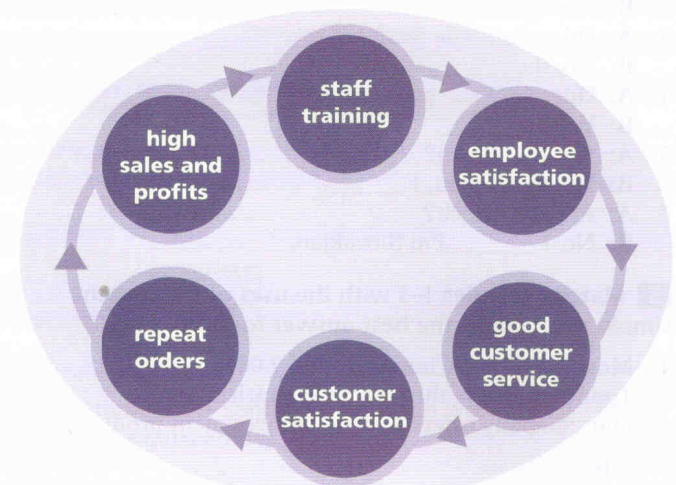 staff
training
employee
satisfaction
good
customer
service
customer
satisfaction
repeat
orders
high
sales and
profits